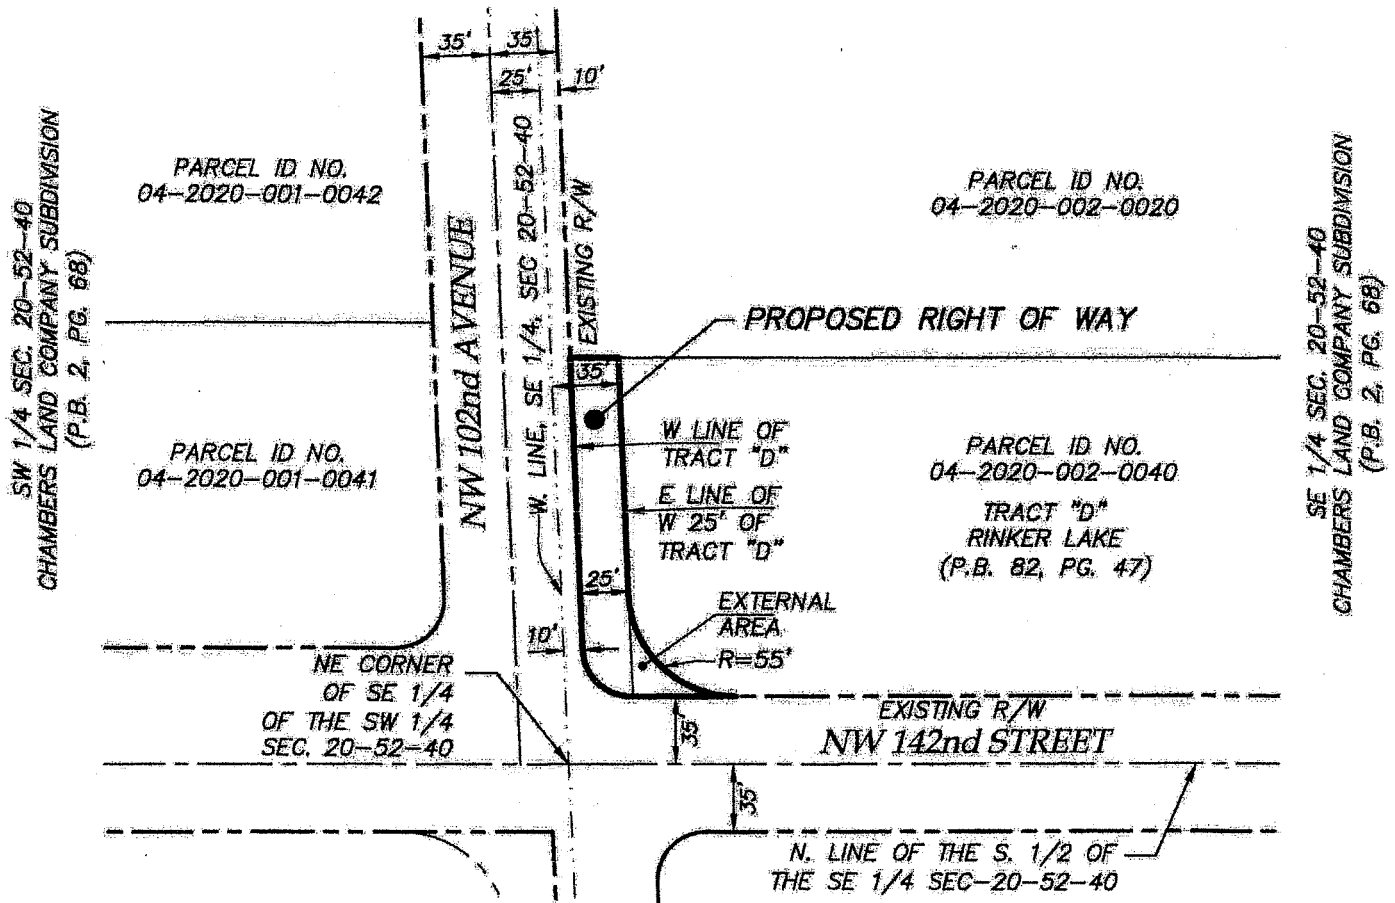 35'
35'
25'
10'
SW 1/4 SEC. 20-52-40
CHAMBERS LAND COMPANY SUBDIVISION
(P.B. 2, PG. 68)
PARCEL ID NO.
04-2020-001-0042
NW 102nd AVENUE
W. LINE, SE 1/4, SEC 20-52-40
EXISTING R/W
PARCEL ID NO.
04-2020-002-0020
SE 1/4 SEC. 20-52-40
CHAMBERS LAND COMPANY SUBDIVISION
(P.B. 2, PG. 68)
PROPOSED RIGHT OF WAY
35'
PARCEL ID NO.
04-2020-001-0041
W LINE OF
TRACT "D"
E LINE OF
W 25' OF
TRACT "D"
PARCEL ID NO.
04-2020-002-0040
TRACT "D"
RINKER LAKE
(P.B. 82, PG. 47)
25'
EXTERNAL
AREA
R=55'
10'
NE CORNER
OF SE 1/4
OF THE SW 1/4
SEC. 20-52-40
35'
EXISTING R/W
NW 142nd STREET
35'
N. LINE OF THE S. 1/2 OF
THE SE 1/4 SEC-20-52-40